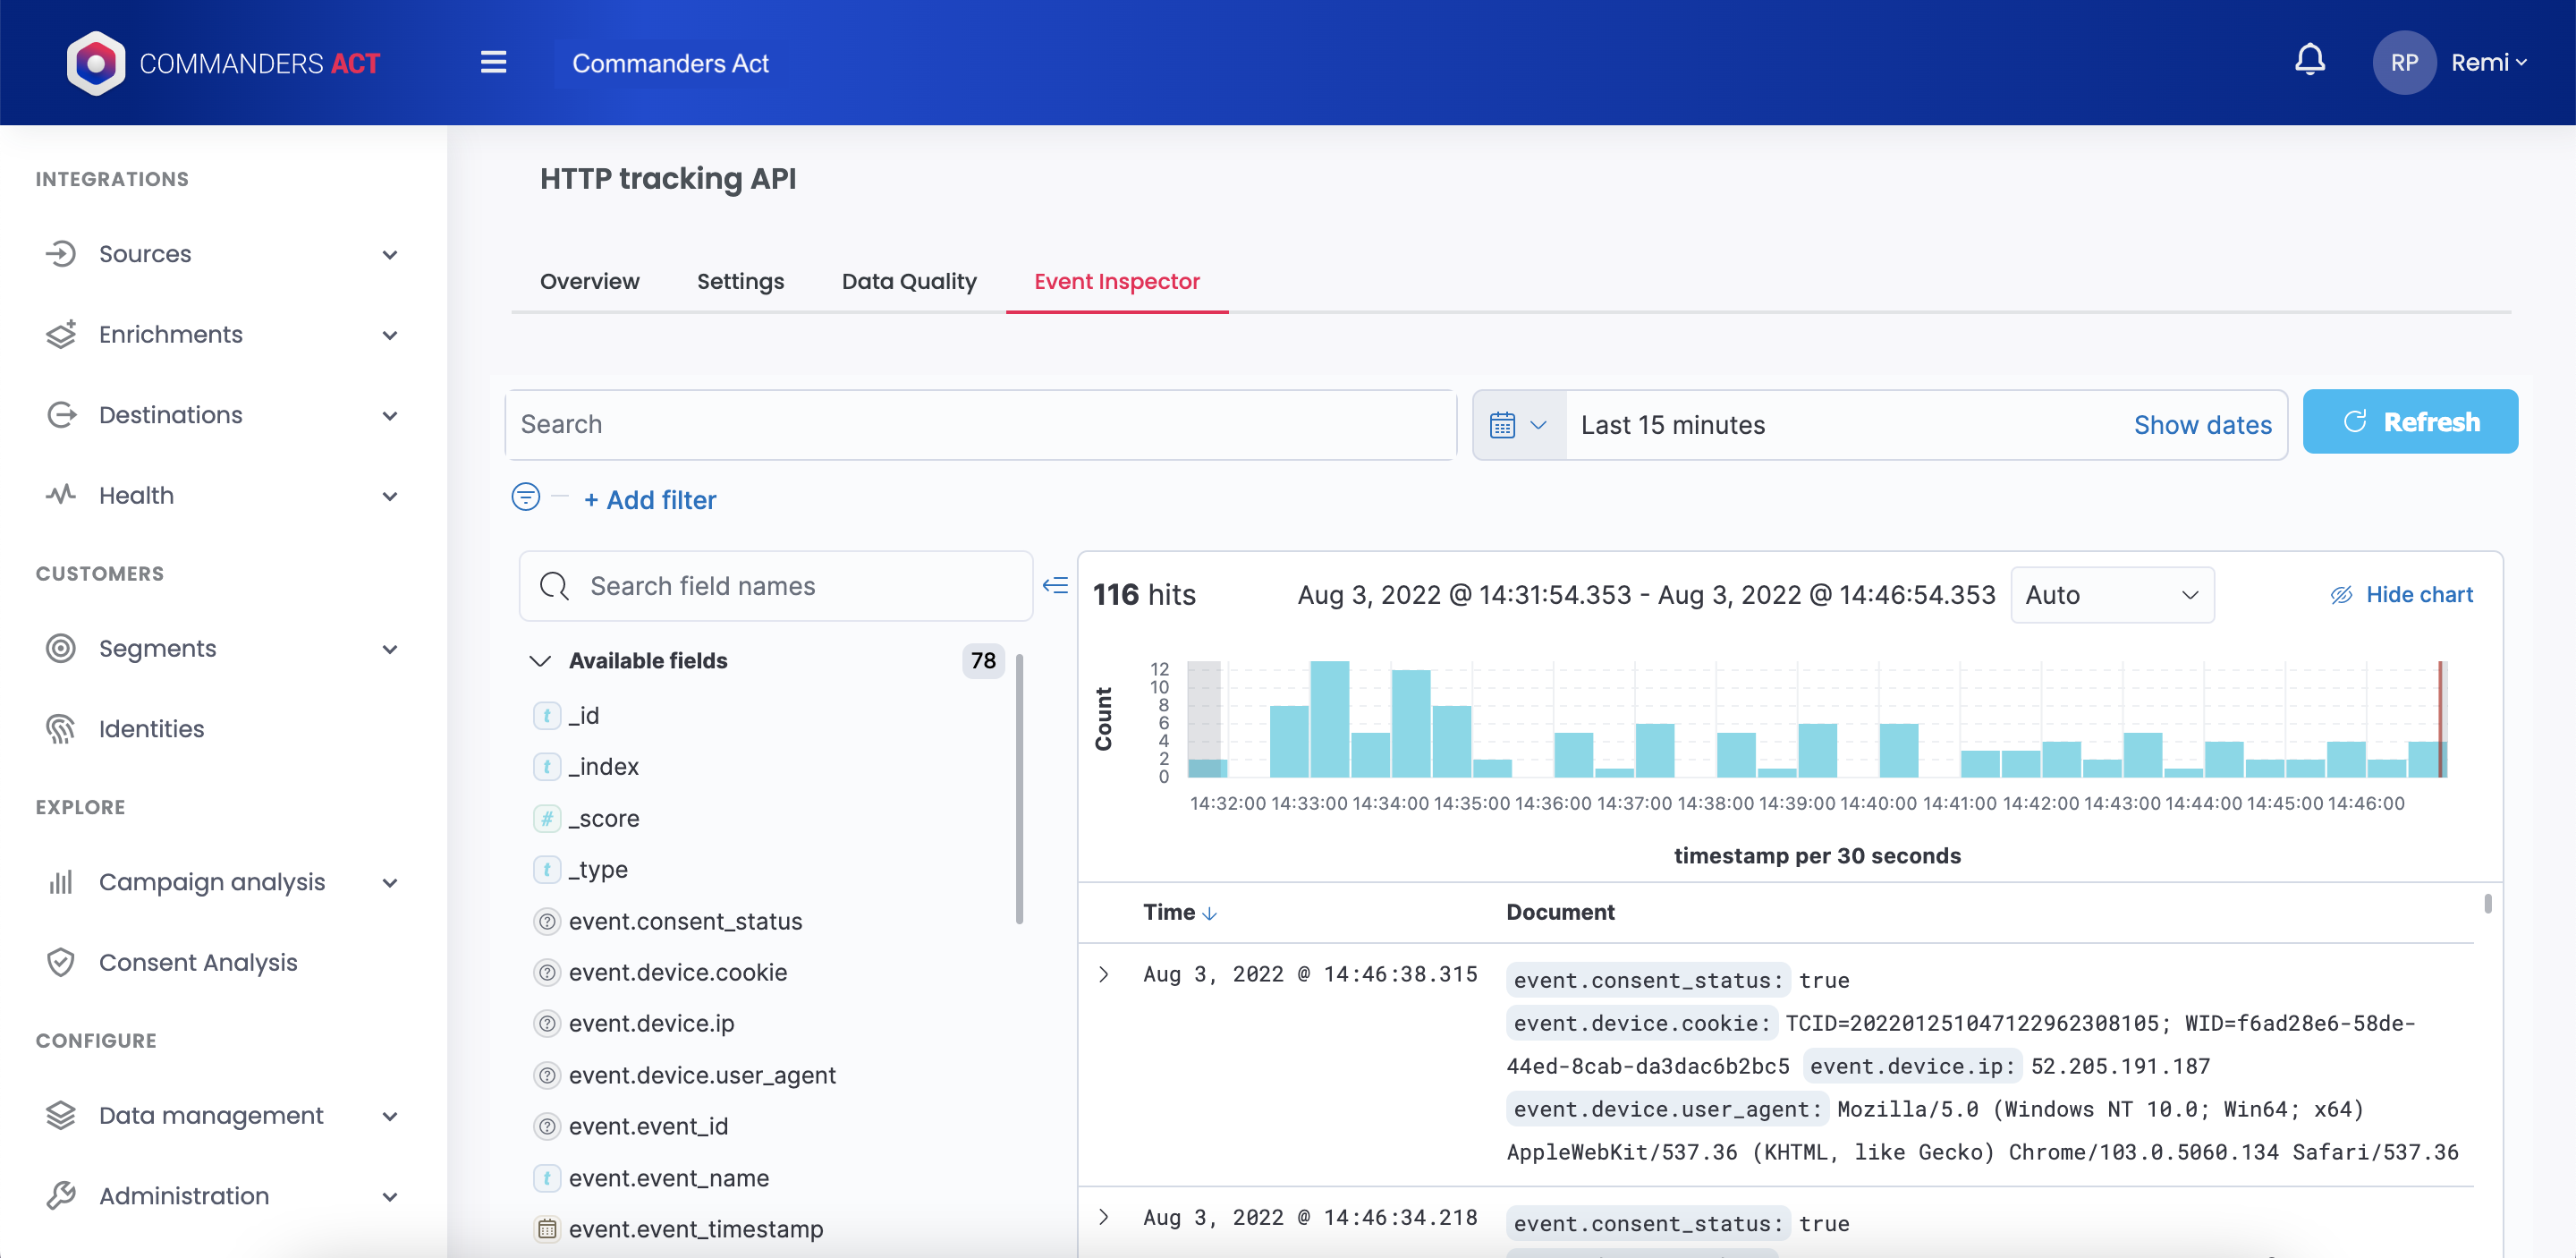 COMMANDERS ACT
Commanders Act
RP
Remi
INTEGRATIONS
Sources
Enrichments
Destinations
Health
CUSTOMERS
Segments
Identities
EXPLORE
Campaign analysis
Consent Analysis
CONFIGURE
Data management
Administration
HTTP tracking API
Overview
Settings
Data Quality
Event Inspector
Search
Last 15 minutes
Show dates
Refresh
+ Add filter
Search field names
Available fields
78
t _id
t _index
# _score
t _type
? event.consent_status
? event.device.cookie
? event.device.ip
? event.device.user_agent
? event.event_id
t event.event_name
event.event_timestamp
116 hits
Aug 3, 2022 @ 14:31:54.353 - Aug 3, 2022 @ 14:46:54.353
Auto
Hide chart
Count
12
10
8
6
4
2
0
14:32:00 14:33:00 14:34:00 14:35:00 14:36:00 14:37:00 14:38:00 14:39:00 14:40:00 14:41:00 14:42:00 14:43:00 14:44:00 14:45:00 14:46:00
timestamp per 30 seconds
Time
Document
Aug 3, 2022 @ 14:46:38.315
event.consent_status: true
event.device.cookie: TCID=202201251047122962308105; WID=f6ad28e6-58de-
44ed-8cab-da3dac6b2bc5 event.device.ip: 52.205.191.187
event.device.user_agent: Mozilla/5.0 (Windows NT 10.0; Win64; x64)
AppleWebKit/537.36 (KHTML, like Gecko) Chrome/103.0.5060.134 Safari/537.36
Aug 3, 2022 @ 14:46:34.218
event.consent_status: true